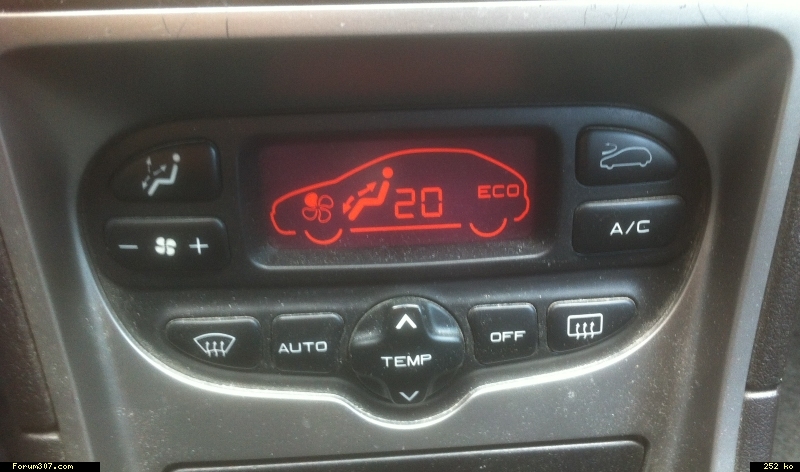 20 ECO
- +
A/C
AUTO
TEMP
OFF
Forum307.com
252 ko